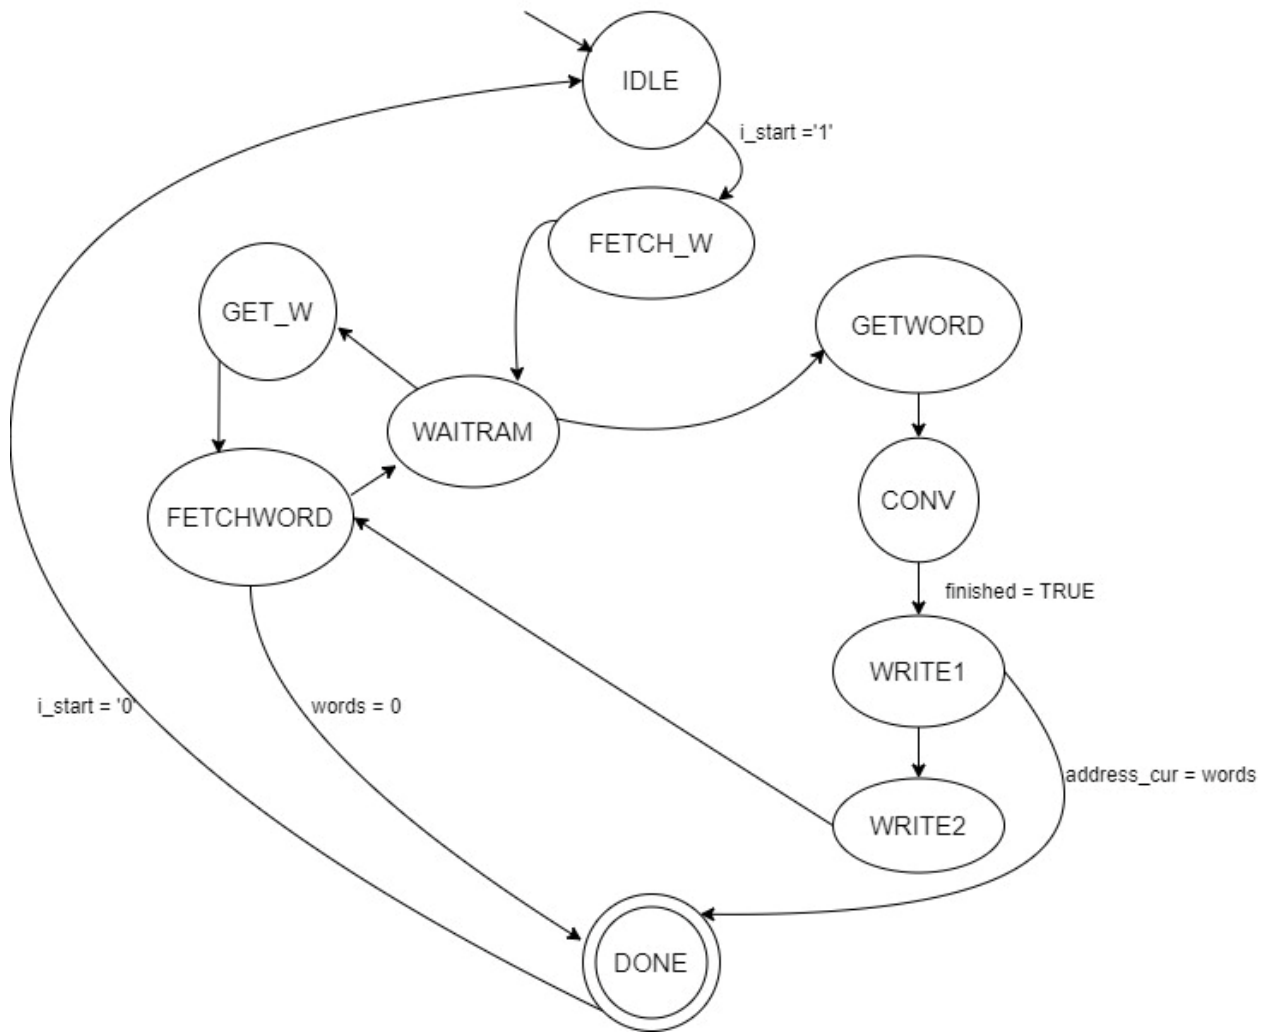 IDLE
i_start ='1'
FETCH_W
GET_W
GETWORD
WAITRAM
CONV
FETCHWORD
finished = TRUE
WRITE1
i_start = '0'
words = 0
address_cur = words
WRITE2
DONE